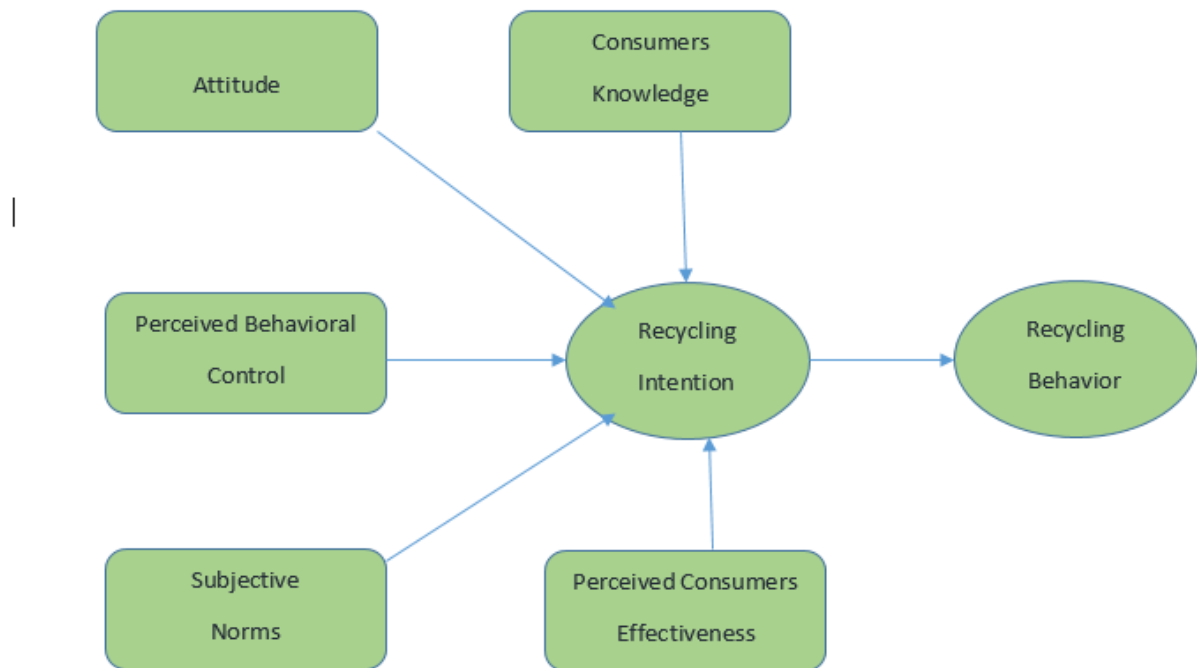 Attitude
Consumers
Knowledge
Perceived Behavioral
Control
Recycling
Intention
Recycling
Behavior
Subjective
Norms
Perceived Consumers
Effectiveness